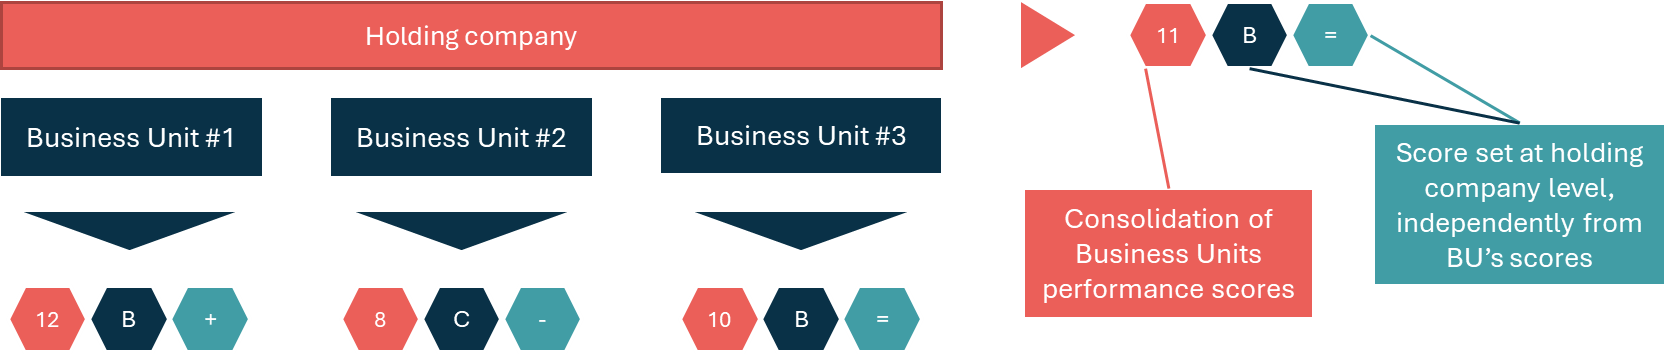 Holding company
11 B =
Business Unit #1
Business Unit #2
Business Unit #3
Score set at holding
company level,
independently from
BU’s scores
Consolidation of
Business Units
performance scores
12 B +
8 C -
10 B =